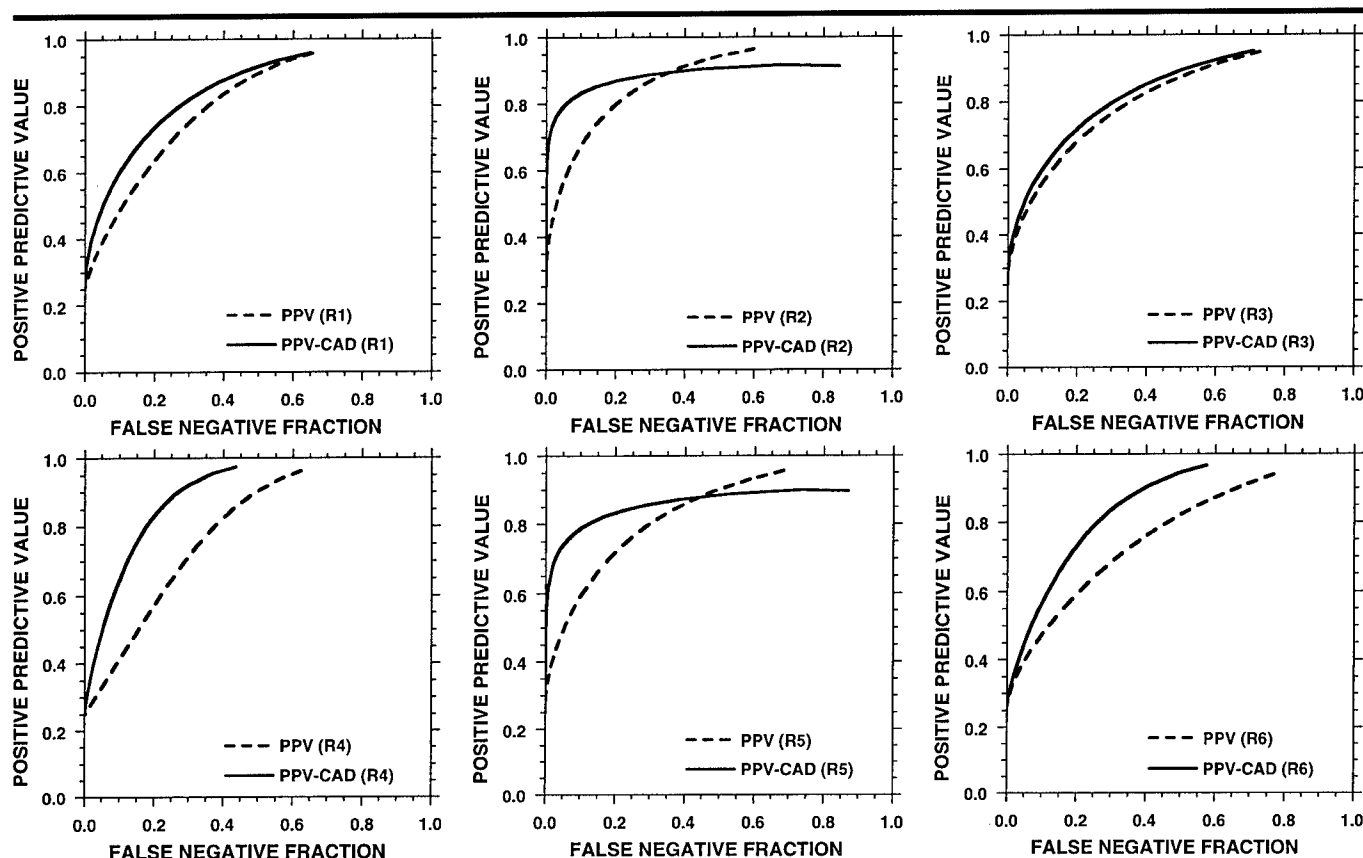 POSITIVE PREDICTIVE VALUE
1.0
0.8
0.6
0.4
0.2
0.0
PPV (R1)
PPV-CAD (R1)
0.0 0.2 0.4 0.6 0.8 1.0
FALSE NEGATIVE FRACTION
POSITIVE PREDICTIVE VALUE
1.0
0.8
0.6
0.4
0.2
0.0
PPV (R2)
PPV-CAD (R2)
0.0 0.2 0.4 0.6 0.8 1.0
FALSE NEGATIVE FRACTION
POSITIVE PREDICTIVE VALUE
1.0
0.8
0.6
0.4
0.2
0.0
PPV (R3)
PPV-CAD (R3)
0.0 0.2 0.4 0.6 0.8 1.0
FALSE NEGATIVE FRACTION
POSITIVE PREDICTIVE VALUE
1.0
0.8
0.6
0.4
0.2
0.0
PPV (R4)
PPV-CAD (R4)
0.0 0.2 0.4 0.6 0.8 1.0
FALSE NEGATIVE FRACTION
POSITIVE PREDICTIVE VALUE
1.0
0.8
0.6
0.4
0.2
0.0
PPV (R5)
PPV-CAD (R5)
0.0 0.2 0.4 0.6 0.8 1.0
FALSE NEGATIVE FRACTION
POSITIVE PREDICTIVE VALUE
1.0
0.8
0.6
0.4
0.2
0.0
PPV (R6)
PPV-CAD (R6)
0.0 0.2 0.4 0.6 0.8 1.0
FALSE NEGATIVE FRACTION